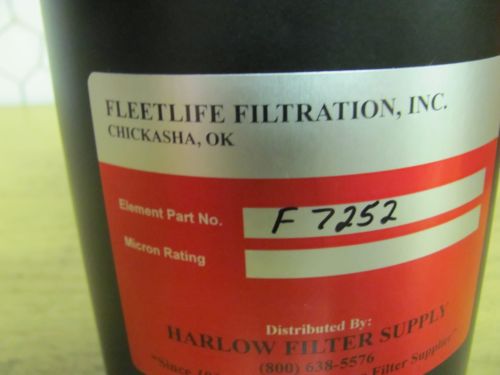 FLEETLIFE FILTRATION, INC.
CHICKASHA, OK
Element Part No. F 7252
Micron Rating
Distributed By:
HARLOW FILTER SUPPLY
(800) 638-5576
"Since Filter Supplier"